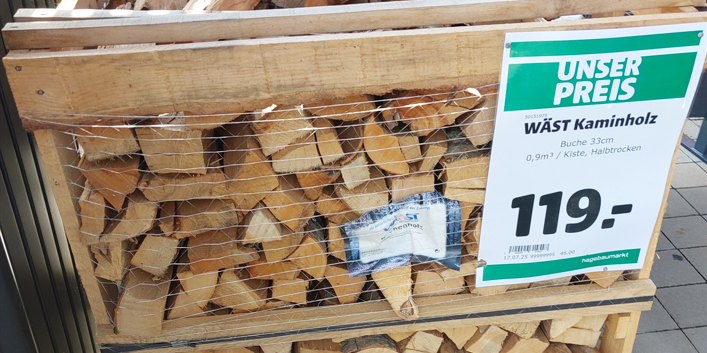 UNSER
PREIS
WÄST Kaminholz
Buche 33cm
0,9m³ / Kiste, Halbtrocken
119.-
hagebaumarkt